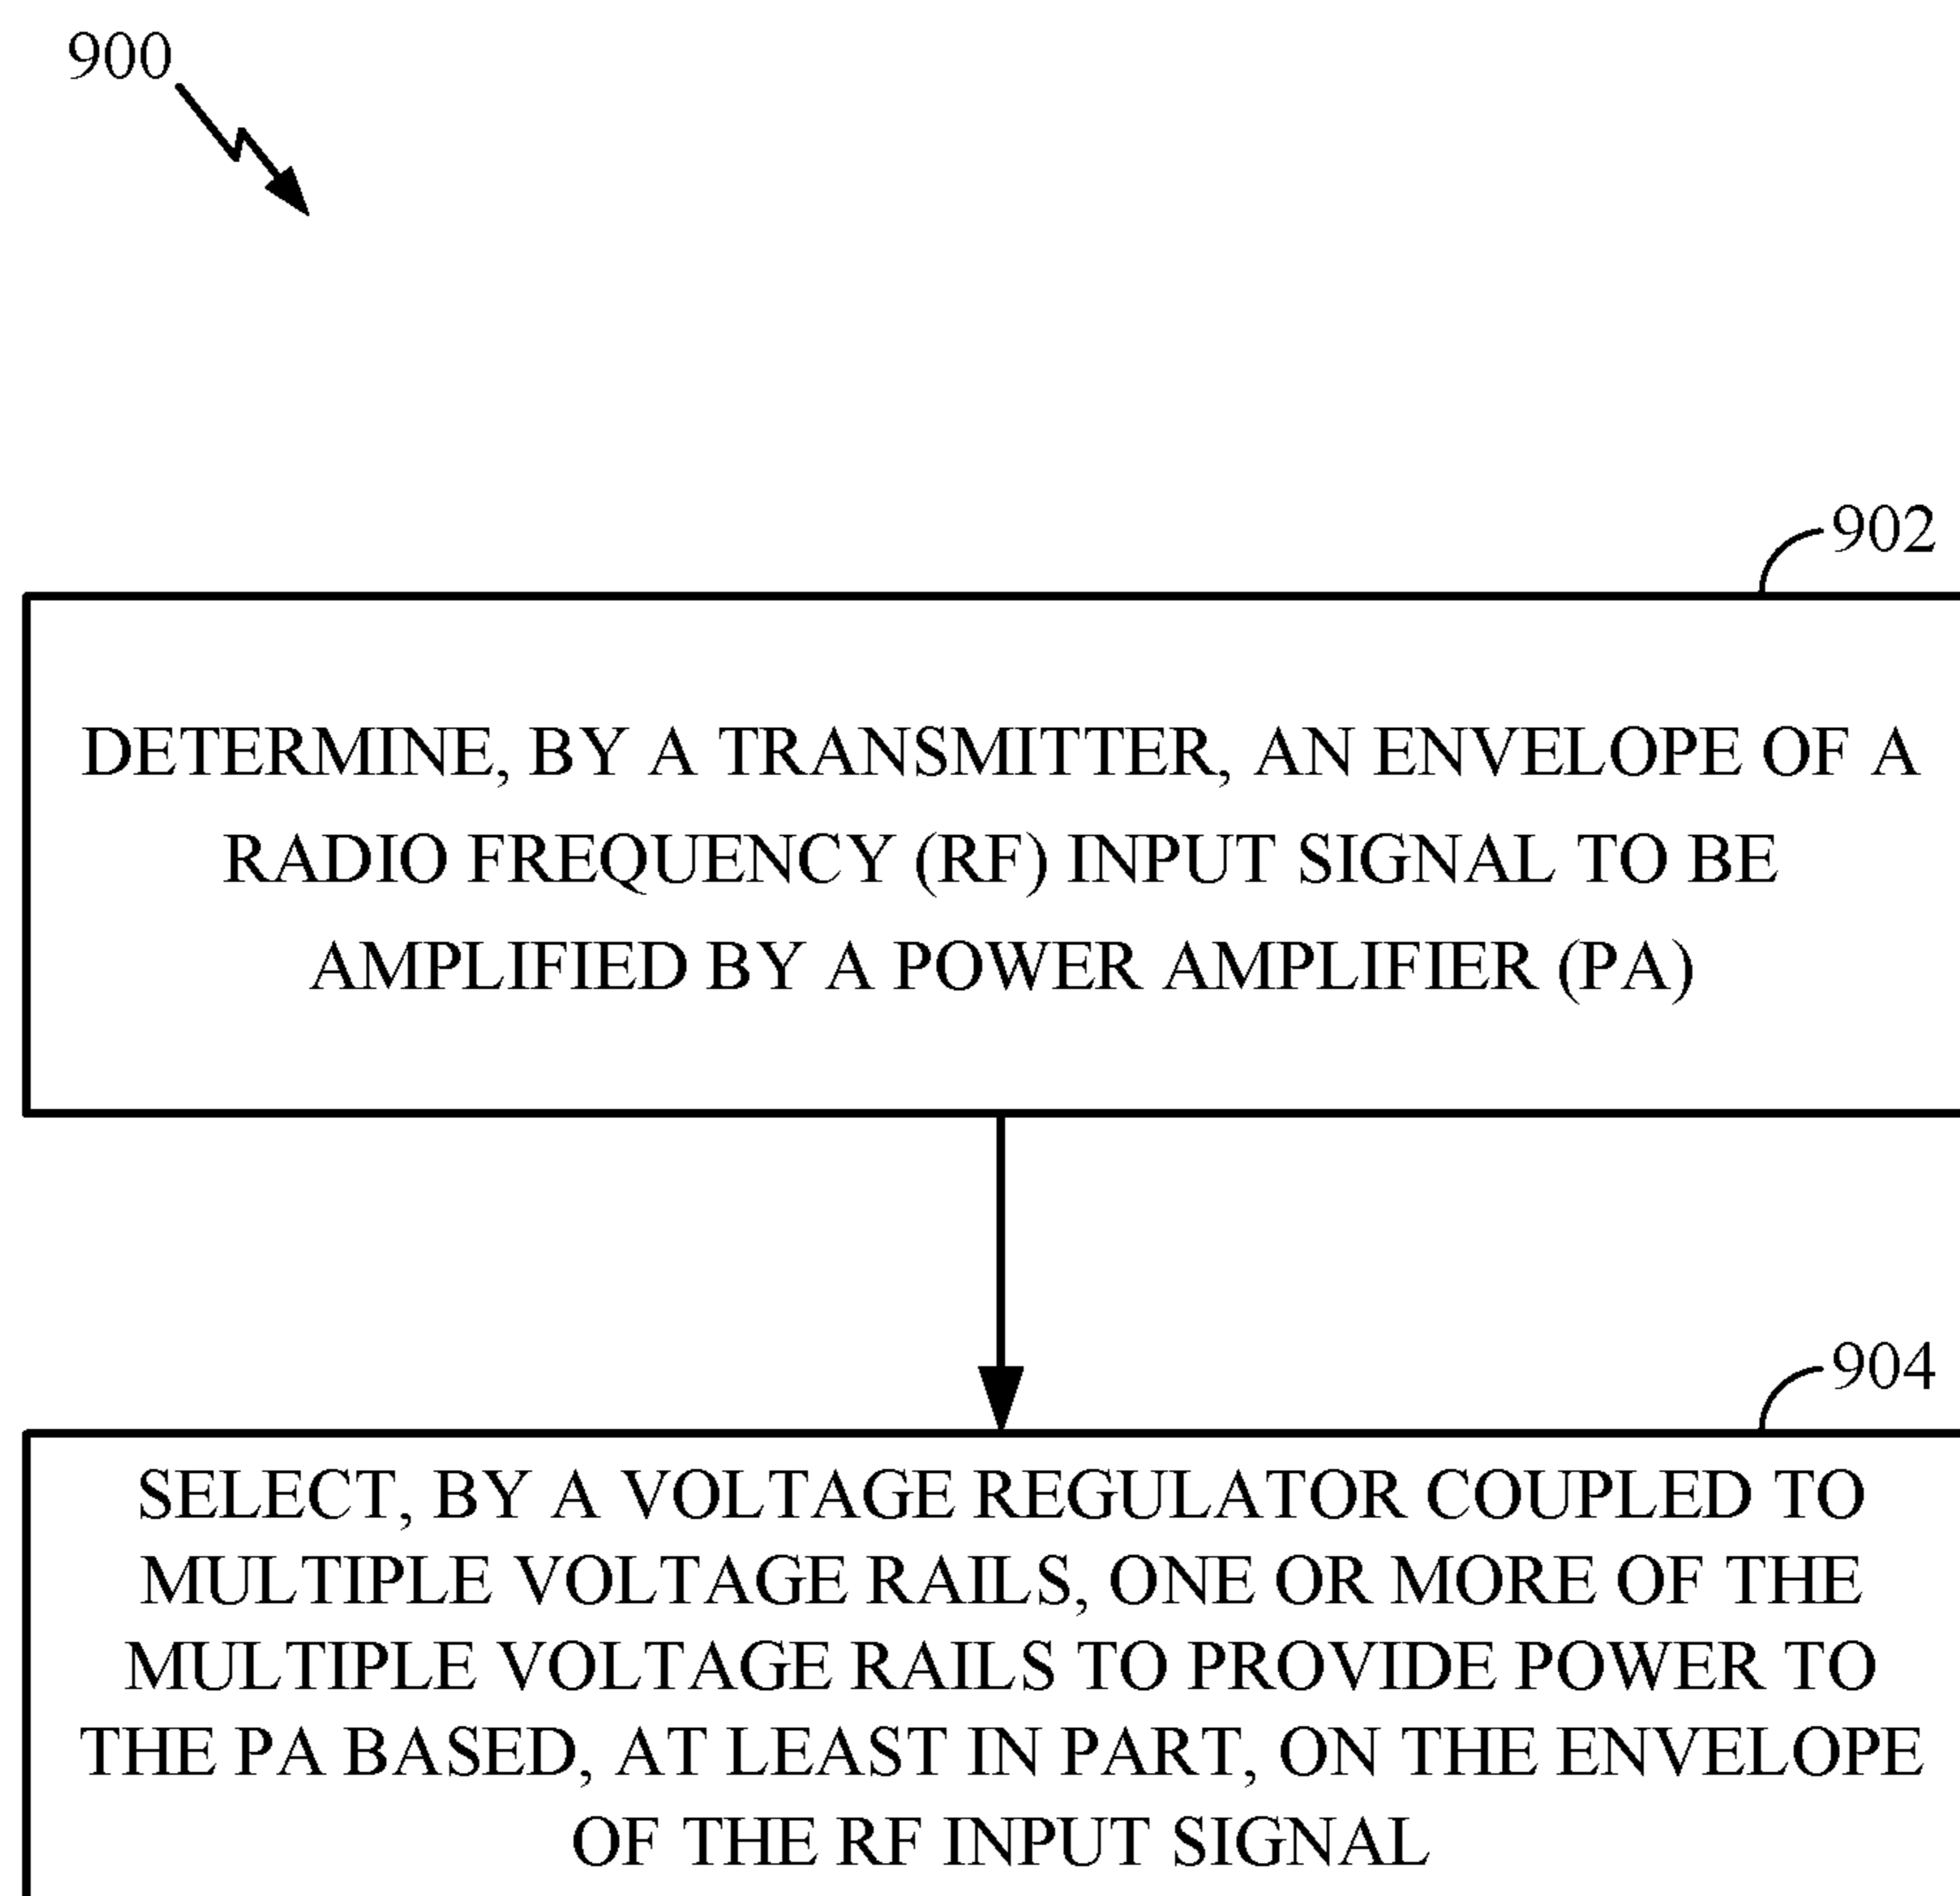 900
902
DETERMINE, BY A TRANSMITTER, AN ENVELOPE OF A
RADIO FREQUENCY (RF) INPUT SIGNAL TO BE
AMPLIFIED BY A POWER AMPLIFIER (PA)
904
SELECT, BY A VOLTAGE REGULATOR COUPLED TO
MULTIPLE VOLTAGE RAILS, ONE OR MORE OF THE
MULTIPLE VOLTAGE RAILS TO PROVIDE POWER TO
THE PA BASED, AT LEAST IN PART, ON THE ENVELOPE
OF THE RF INPUT SIGNAL